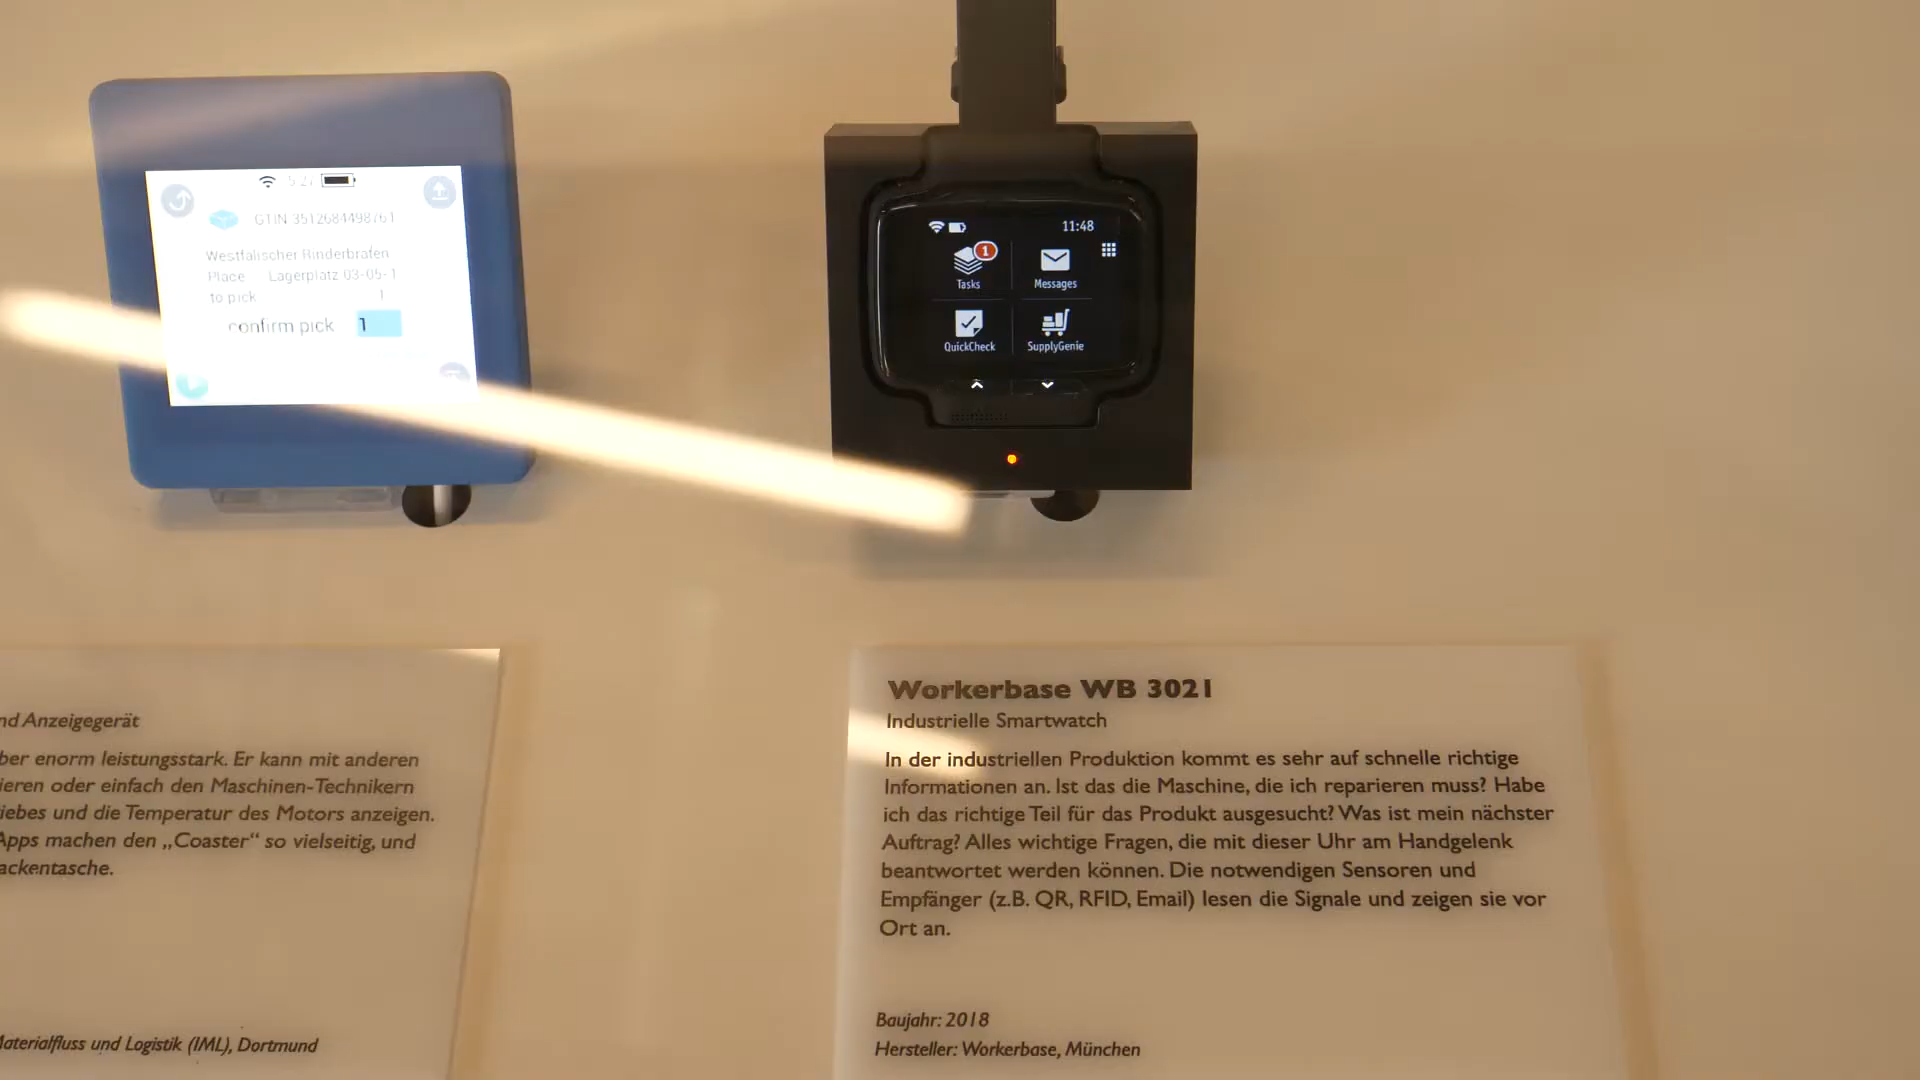 5:27
GTIN 3512684498761
Westfalischer Rinderbraten
Place Lagerplatz 03-05-1
to pick 1
confirm pick 1
11:48
1
Tasks
Messages
QuickCheck
SupplyGenie
nd Anzeigegerät
ber enorm leistungsstark. Er kann mit anderen
ieren oder einfach den Maschinen-Technikern
iebes und die Temperatur des Motors anzeigen.
Apps machen den „Coaster“ so vielseitig, und
ackentasche.
Materialfluss und Logistik (IML), Dortmund
Workerbase WB 3021
Industrielle Smartwatch
In der industriellen Produktion kommt es sehr auf schnelle richtige
Informationen an. Ist das die Maschine, die ich reparieren muss? Habe
ich das richtige Teil für das Produkt ausgesucht? Was ist mein nächster
Auftrag? Alles wichtige Fragen, die mit dieser Uhr am Handgelenk
beantwortet werden können. Die notwendigen Sensoren und
Empfänger (z.B. QR, RFID, Email) lesen die Signale und zeigen sie vor
Ort an.
Baujahr: 2018
Hersteller: Workerbase, München